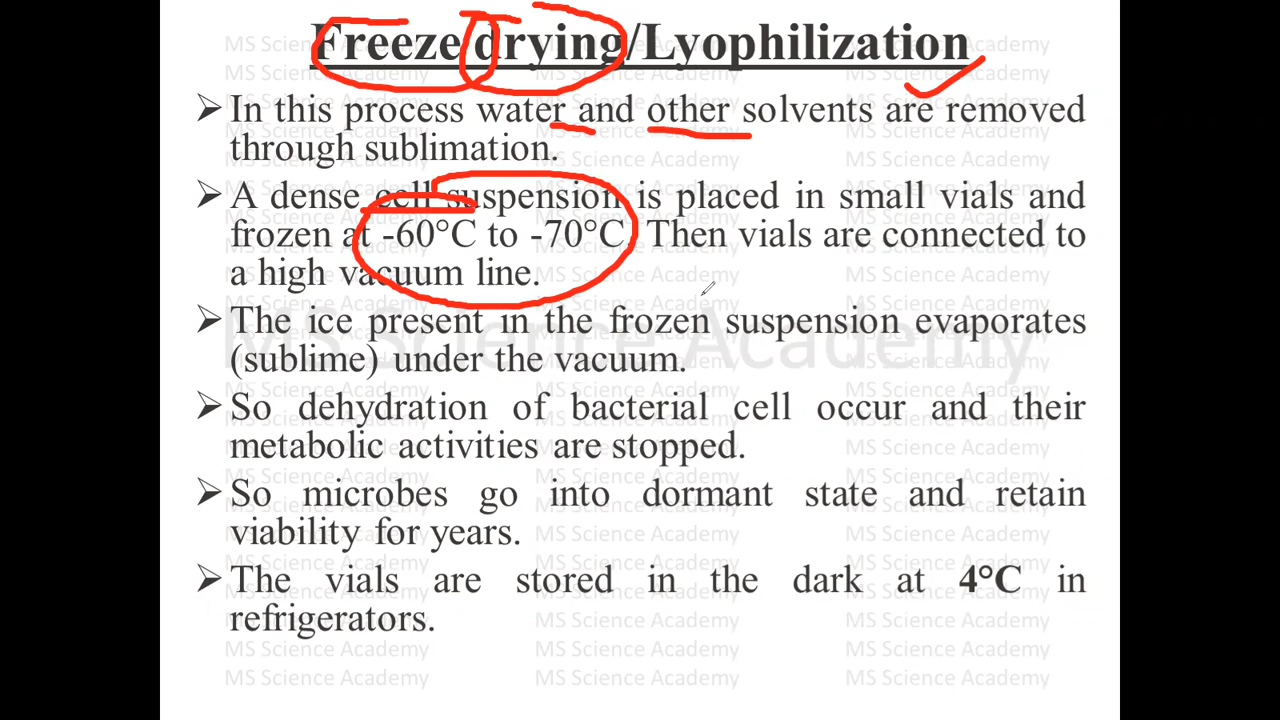 Freeze drying/Lyophilization
➢ In this process water and other solvents are removed
through sublimation.
➢ A dense cell suspension is placed in small vials and
frozen at -60°C to -70°C. Then vials are connected to
a high vacuum line.
➢ The ice present in the frozen suspension evaporates
(sublime) under the vacuum.
➢ So dehydration of bacterial cell occur and their
metabolic activities are stopped.
➢ So microbes go into dormant state and retain
viability for years.
➢ The vials are stored in the dark at 4°C in
refrigerators.
MS Science Academy